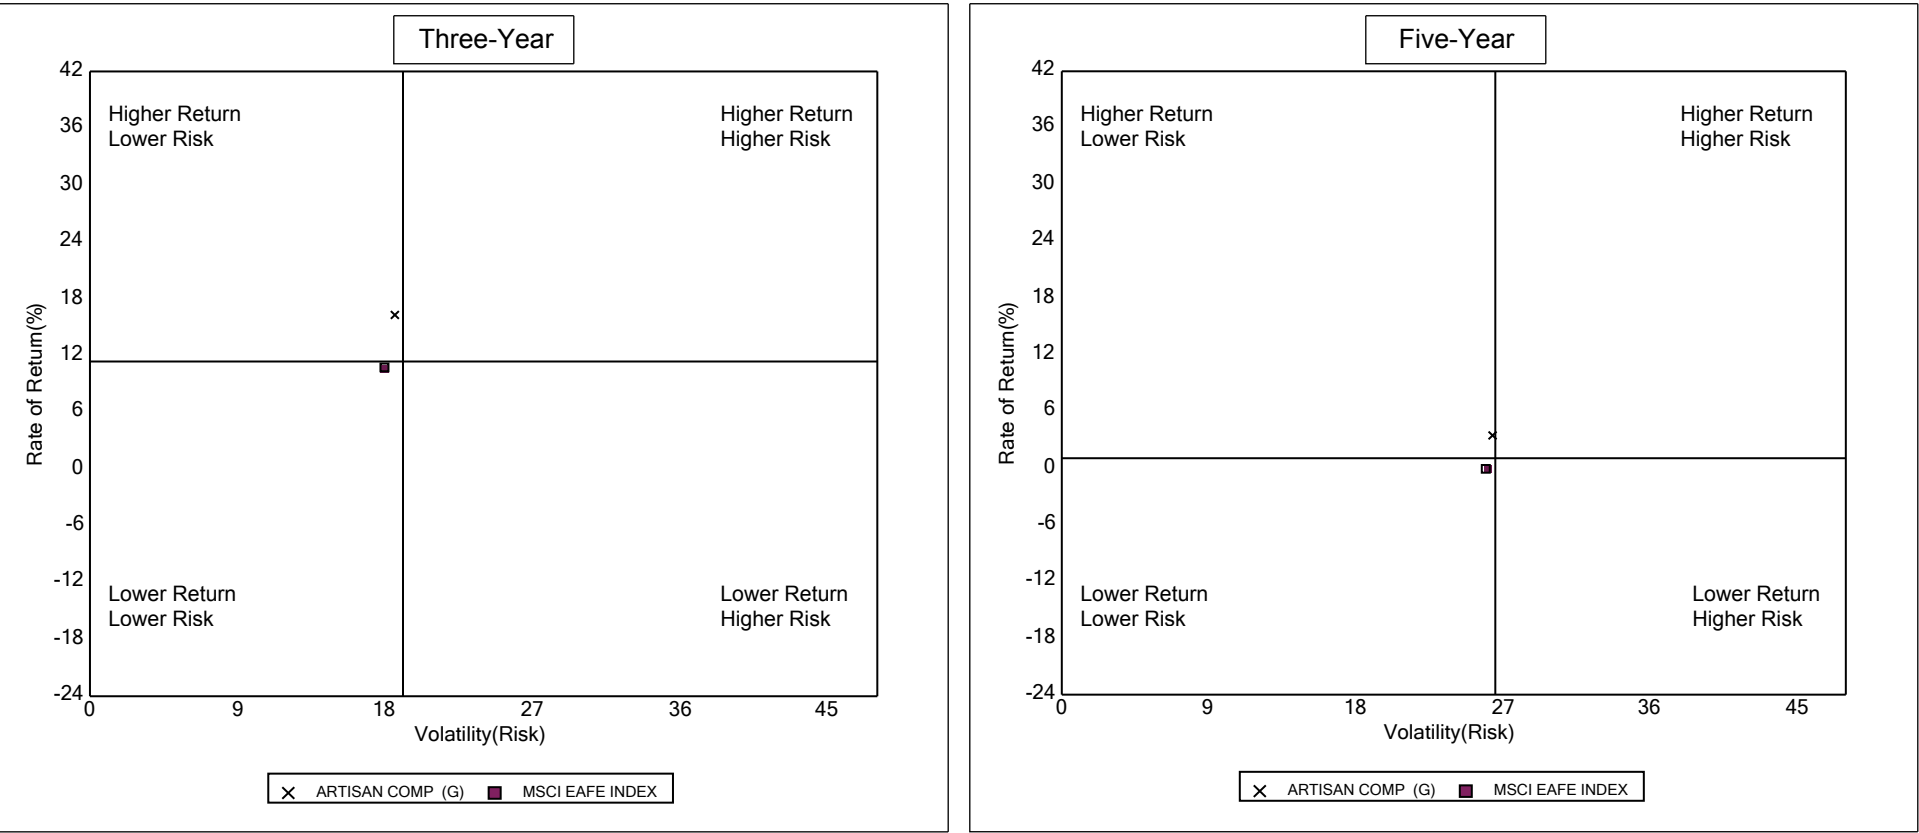 Three-Year
42
36
30
24
18
12
6
0
-6
-12
-18
-24
Rate of Return(%)
Higher Return
Lower Risk
Higher Return
Higher Risk
Lower Return
Lower Risk
Lower Return
Higher Risk
0 9 18 27 36 45
Volatility(Risk)
ARTISAN COMP (G) MSCI EAFE INDEX
Five-Year
42
36
30
24
18
12
6
0
-6
-12
-18
-24
Rate of Return(%)
Higher Return
Lower Risk
Higher Return
Higher Risk
Lower Return
Lower Risk
Lower Return
Higher Risk
0 9 18 27 36 45
Volatility(Risk)
ARTISAN COMP (G) MSCI EAFE INDEX